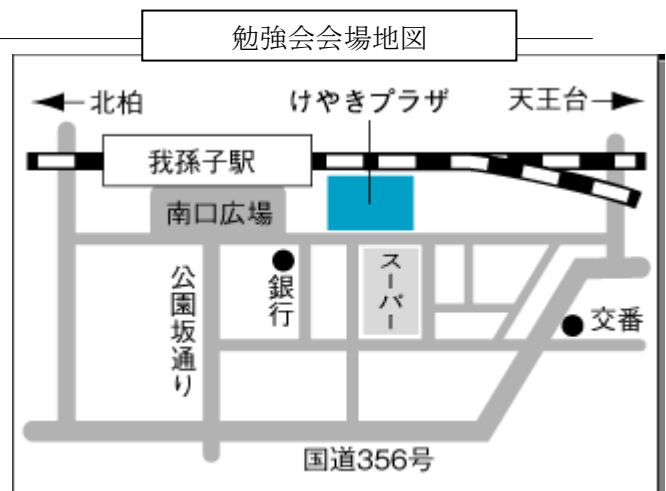 勉強会会場地図
北柏
けやきプラザ
天王台
我孫子駅
南口広場
公園坂通り
銀行
スーパー
交番
国道356号